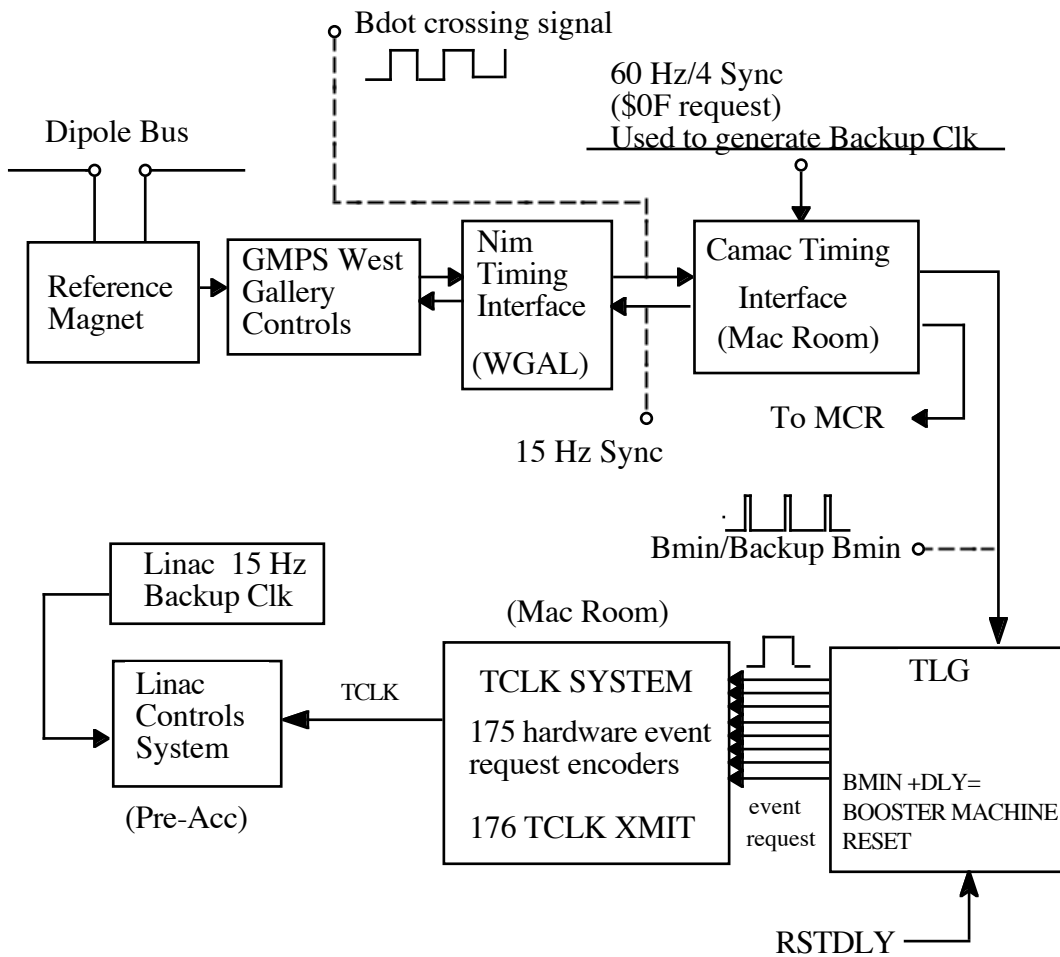 Bdot crossing signal
60 Hz/4 Sync
($0F request)
Used to generate Backup Clk
Dipole Bus
Reference
Magnet
GMPS West
Gallery
Controls
Nim
Timing
Interface
(WGAL)
Camac Timing
Interface
(Mac Room)
To MCR
15 Hz Sync
Bmin/Backup Bmin
Linac 15 Hz
Backup Clk
(Mac Room)
Linac
Controls
System
(Pre-Acc)
TCLK
TCLK SYSTEM
175 hardware event
request encoders
176 TCLK XMIT
event
request
TLG
BMIN +DLY=
BOOSTER MACHINE
RESET
RSTDLY